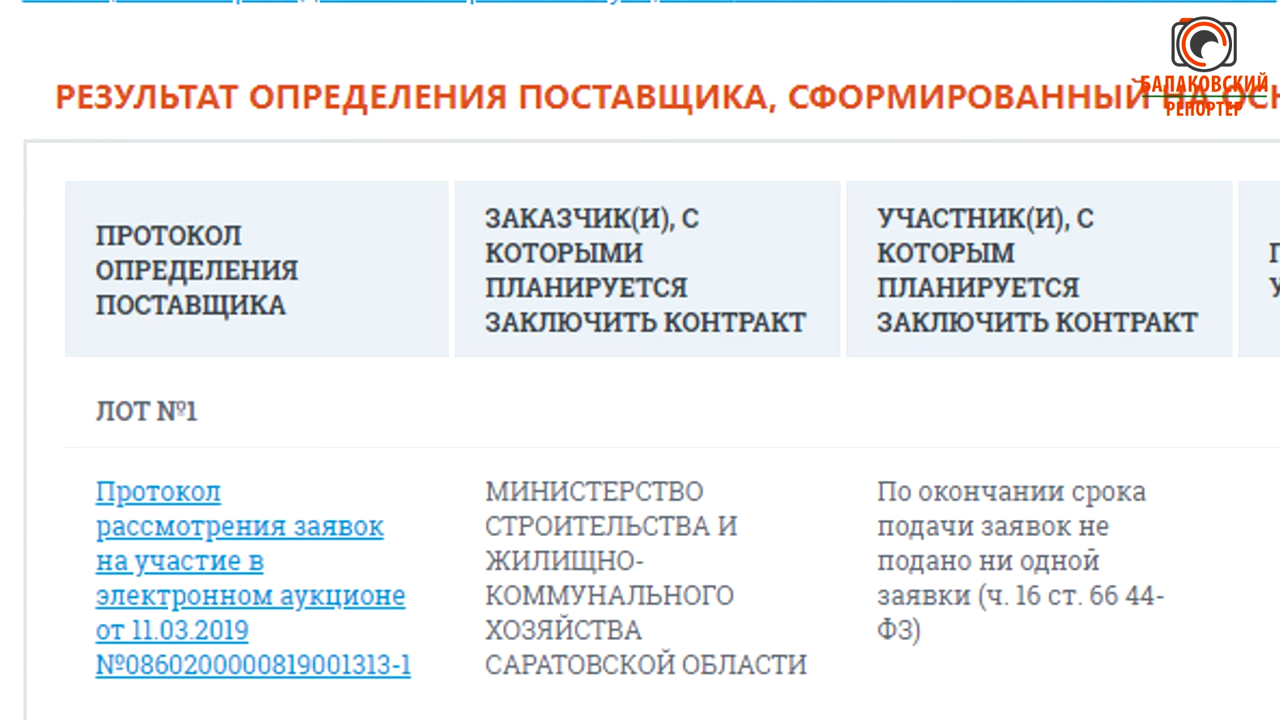 РЕЗУЛЬТАТ ОПРЕДЕЛЕНИЯ ПОСТАВЩИКА, СФОРМИРОВАННЫЙ НА
БАЛАКОВСКИЙ
РЕПОРТЕР
ПРОТОКОЛ
ОПРЕДЕЛЕНИЯ
ПОСТАВЩИКА
ЗАКАЗЧИК(И), С
КОТОРЫМИ
ПЛАНИРУЕТСЯ
ЗАКЛЮЧИТЬ КОНТРАКТ
УЧАСТНИК(И), С
КОТОРЫМ
ПЛАНИРУЕТСЯ
ЗАКЛЮЧИТЬ КОНТРАКТ
ЛОТ №1
Протокол
рассмотрения заявок
на участие в
электронном аукционе
от 11.03.2019
№0860200000819001313-1
МИНИСТЕРСТВО
СТРОИТЕЛЬСТВА И
ЖИЛИЩНО-
КОММУНАЛЬНОГО
ХОЗЯЙСТВА
САРАТОВСКОЙ ОБЛАСТИ
По окончании срока
подачи заявок не
подано ни одной
заявки (ч. 16 ст. 66 44-
ФЗ)